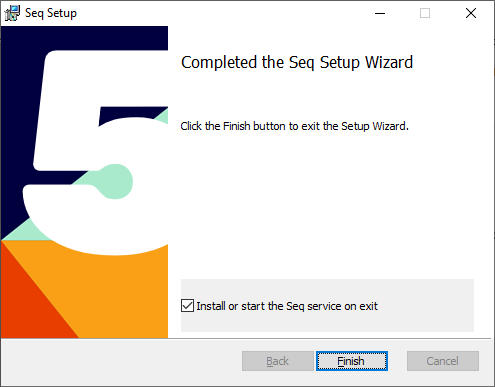 Seq Setup
Completed the Seq Setup Wizard
Click the Finish button to exit the Setup Wizard.
5
Install or start the Seq service on exit
Back
Finish
Cancel